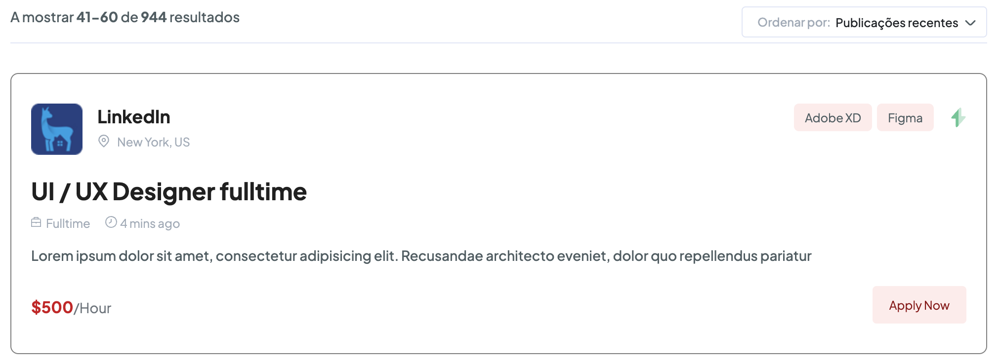 A mostrar 41–60 de 944 resultados
Ordenar por: Publicações recentes
LinkedIn
Adobe XD
Figma
New York, US
UI / UX Designer fulltime
Fulltime
4 mins ago
Lorem ipsum dolor sit amet, consectetur adipisicing elit. Recusandae architecto eveniet, dolor quo repellendus pariatur
$500/Hour
Apply Now